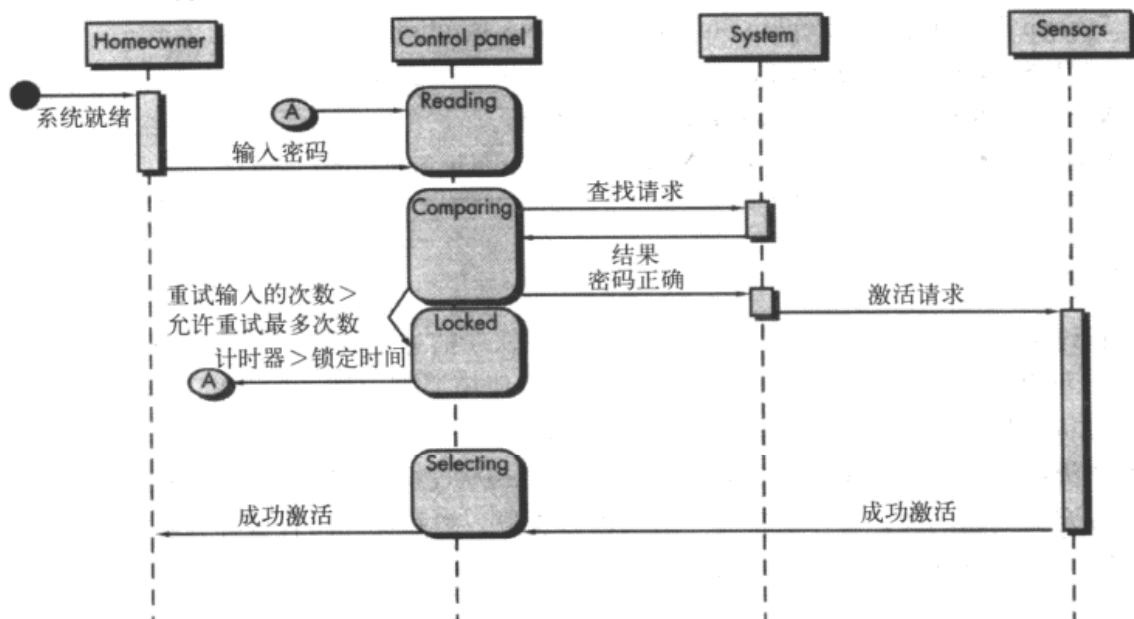 Homeowner
Control panel
System
Sensors
Reading
A
系统就绪
输入密码
Comparing
查找请求
结果
密码正确
重试输入的次数>
允许重试最多次数
激活请求
Locked
计时器>锁定时间
A
Selecting
成功激活
成功激活